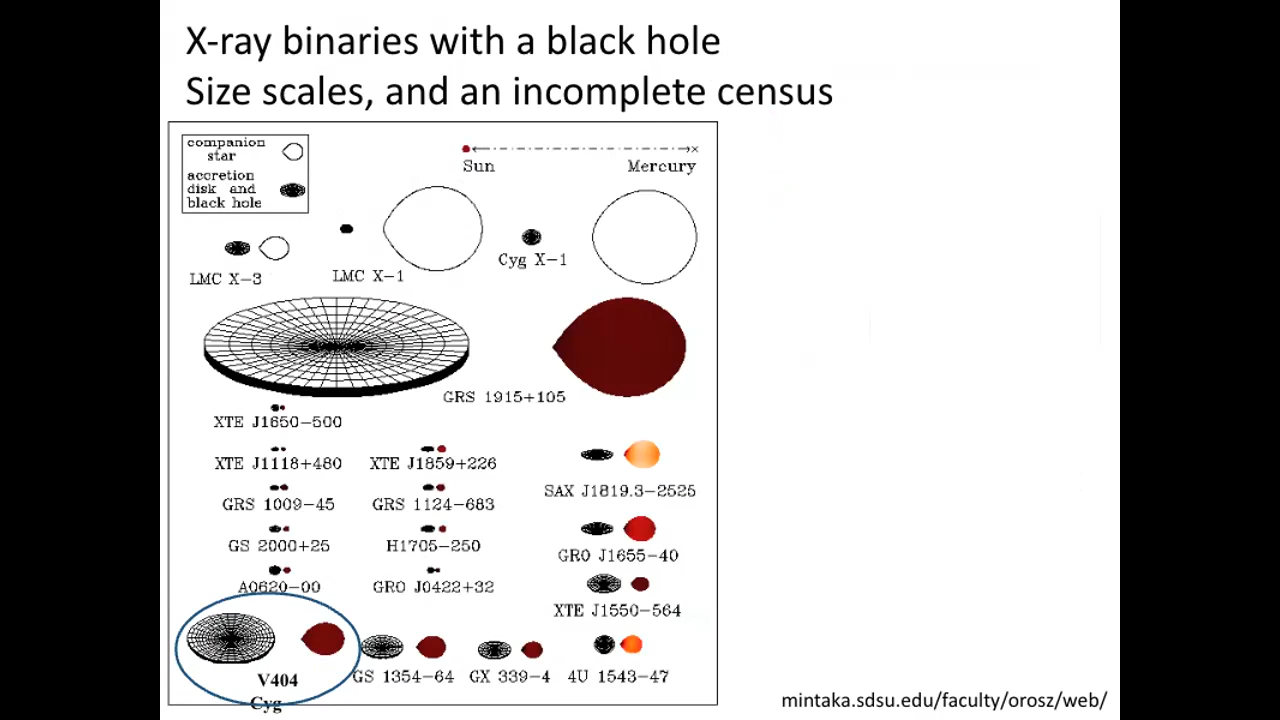 X-ray binaries with a black hole
Size scales, and an incomplete census
companion
star
accretion
disk and
black hole
Sun
Mercury
LMC X-3
LMC X-1
Cyg X-1
GRS 1915+105
XTE J1650-500
XTE J1118+480
XTE J1859+226
SAX J1819.3-2525
GRS 1009-45
GRS 1124-683
GS 2000+25
H1705-250
GRO J1655-40
A0620-00
GRO J0422+32
XTE J1550-564
V404
Cyg
GS 1354-64
GX 339-4
4U 1543-47
mintaka.sdsu.edu/faculty/orosz/web/